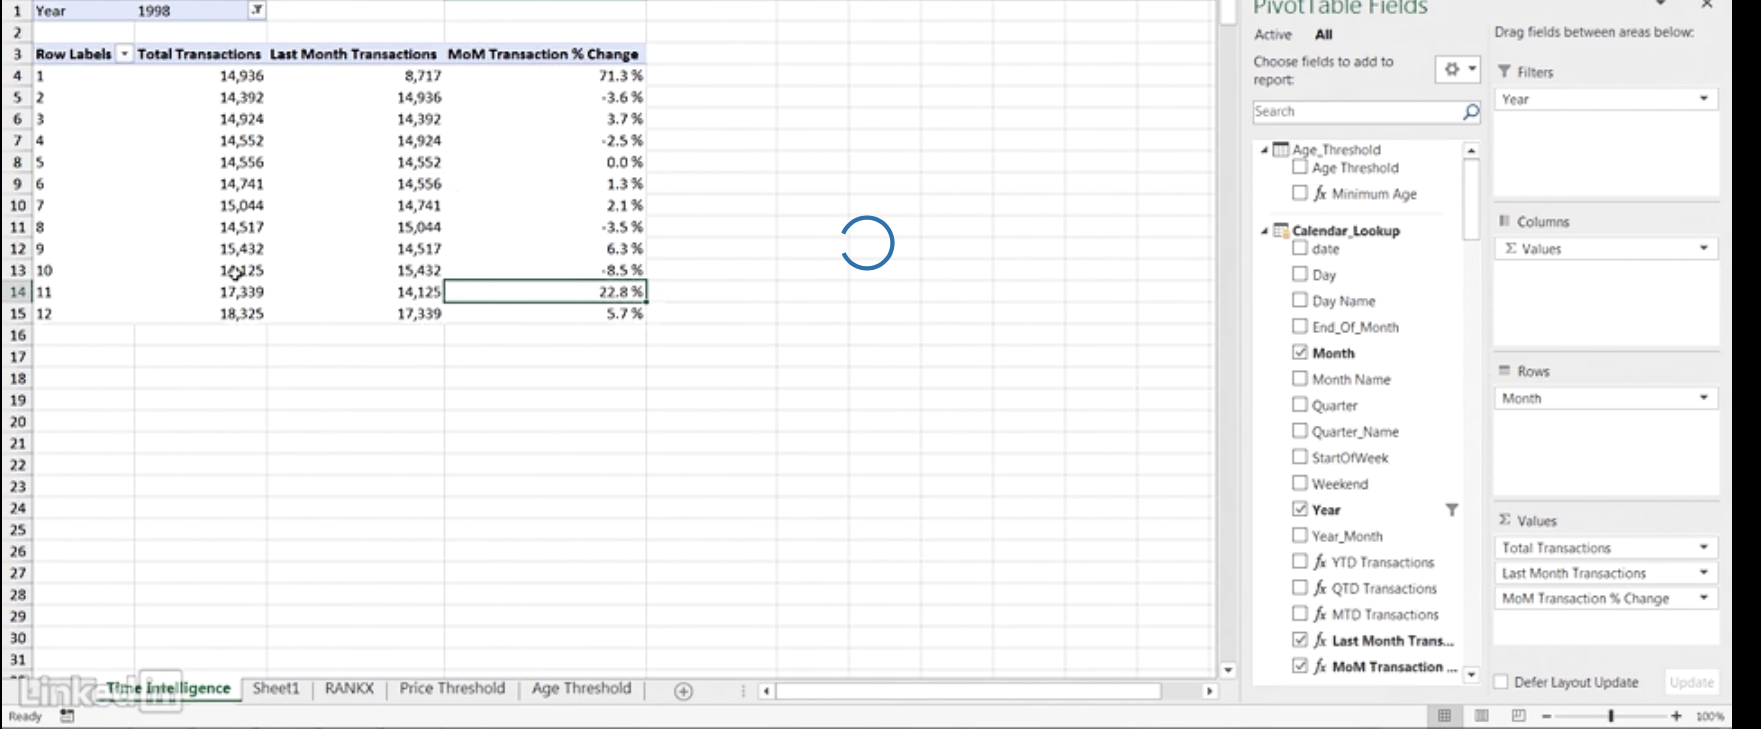 PivotTable Fields
1 Year 1998
2
3 Row Labels Total Transactions Last Month Transactions MoM Transaction % Change
4 1 14,936 8,717 71.3 %
5 2 14,392 14,936 -3.6 %
6 3 14,924 14,392 3.7 %
7 4 14,552 14,924 -2.5 %
8 5 14,556 14,552 0.0 %
9 6 14,741 14,556 1.3 %
10 7 15,044 14,741 2.1 %
11 8 14,517 15,044 -3.5 %
12 9 15,432 14,517 6.3 %
13 10 14,125 15,432 -8.5 %
14 11 17,339 14,125 22.8 %
15 12 18,325 17,339 5.7 %
16
17
18
19
20
21
22
23
24
25
26
27
28
29
30
31
Active All
Choose fields to add to
report:
Search
Age_Threshold
Age Threshold
fx Minimum Age
Calendar_Lookup
date
Day
Day Name
End_Of_Month
Month
Month Name
Quarter
Quarter_Name
StartOfWeek
Weekend
Year
Year_Month
fx YTD Transactions
fx QTD Transactions
fx MTD Transactions
fx Last Month Trans...
fx MoM Transaction ...
Drag fields between areas below:
Filters
Year
Columns
Σ Values
Rows
Month
Σ Values
Total Transactions
Last Month Transactions
MoM Transaction % Change
Defer Layout Update Update
Linked in
Time Intelligence Sheet1 RANKX Price Threshold Age Threshold
Ready 100%